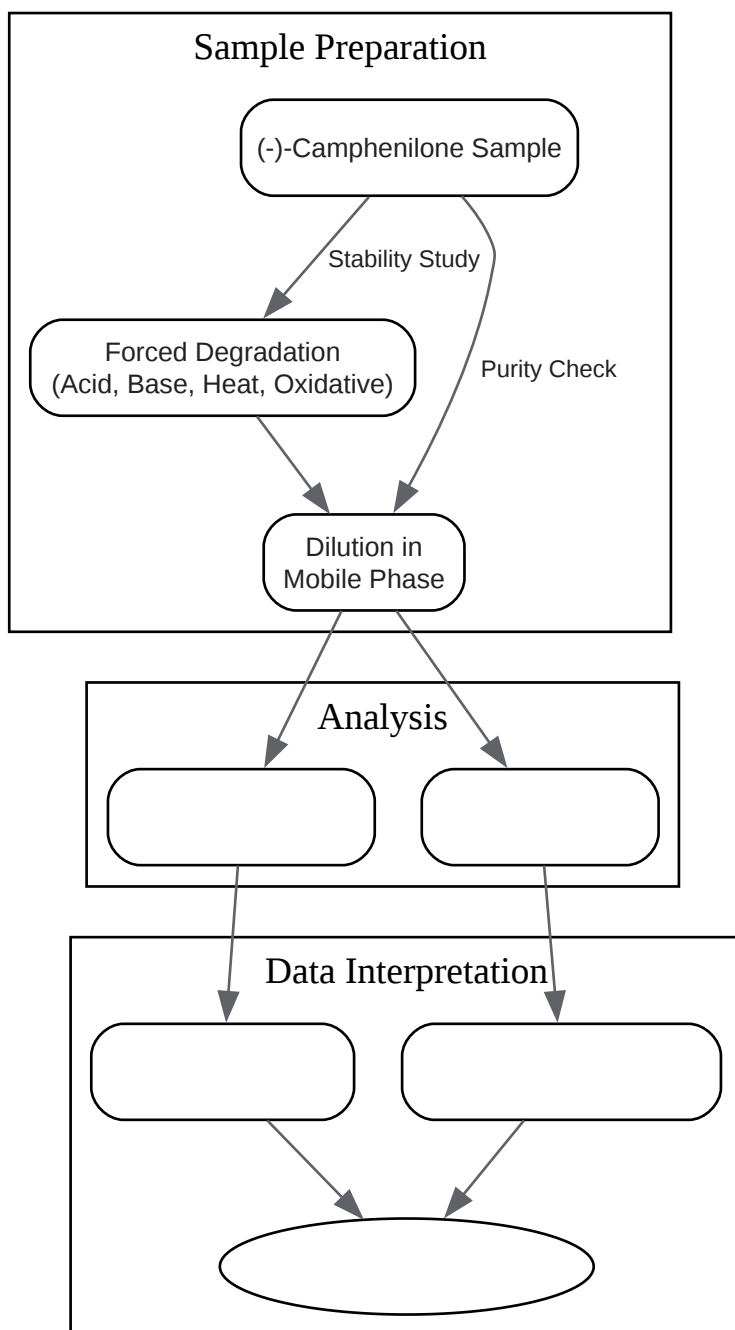 Sample Preparation
(-)-Camphenilone Sample
Stability Study
Forced Degradation
(Acid, Base, Heat, Oxidative)
Purity Check
Dilution in
Mobile Phase
Analysis
Data Interpretation